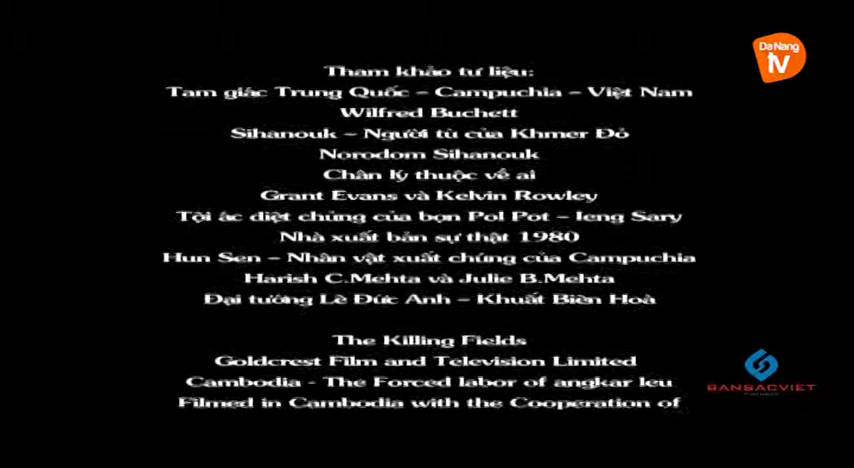 Da Nang
TV
Tham khảo tư liệu:
Tam giác Trung Quốc – Campuchia – Việt Nam
Wilfred Buchett
Sihanouk – Người tù của Khmer Đỏ
Norodom Sihanouk
Chân lý thuộc về ai
Grant Evans và Kelvin Rowley
Tội ác diệt chủng của bọn Pol Pot – Ieng Sary
Nhà xuất bản sự thật 1980
Hun Sen – Nhân vật xuất chúng của Campuchia
Harish C.Mehta và Julie B.Mehta
Đại tướng Lê Đức Anh – Khuất Biên Hoà
The Killing Fields
Goldcrest Film and Television Limited
Cambodia - The Forced labor of angkar leu
Filmed in Cambodia with the Cooperation of
BANSACVIET